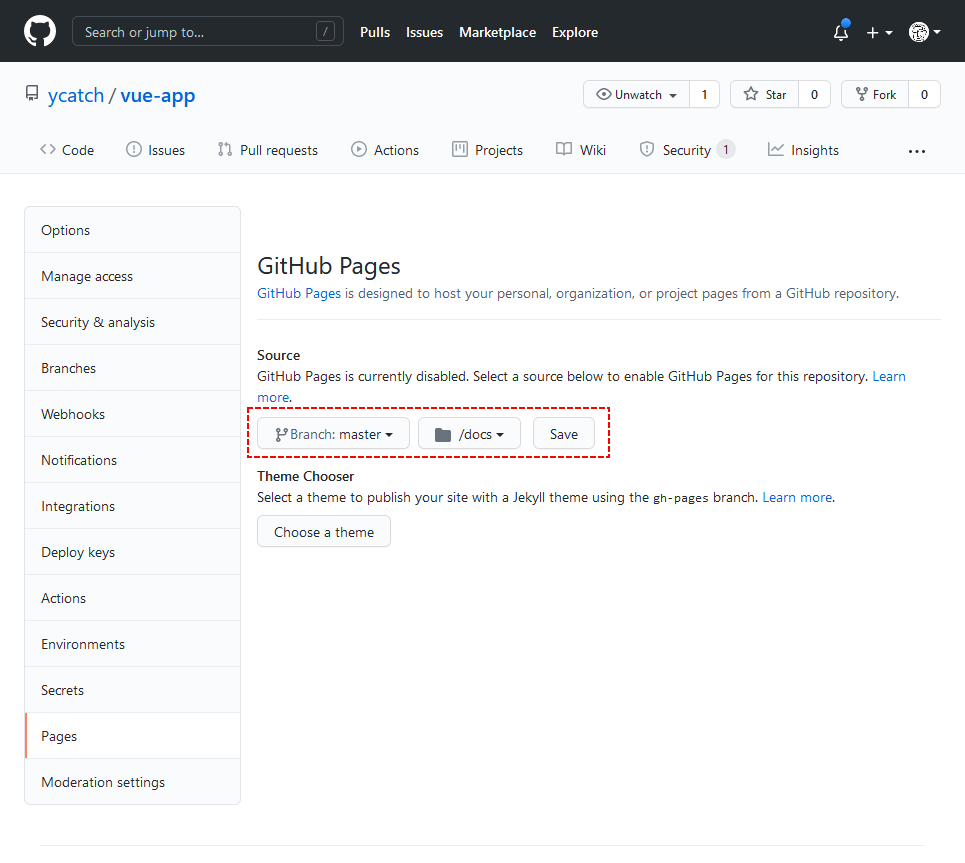 Search or jump to... /
Pulls Issues Marketplace Explore
ycatch / vue-app
Unwatch 1 Star 0 Fork 0
Code Issues Pull requests Actions Projects Wiki Security 1 Insights ...
Options
Manage access
Security & analysis
Branches
Webhooks
Notifications
Integrations
Deploy keys
Actions
Environments
Secrets
Pages
Moderation settings
GitHub Pages
GitHub Pages is designed to host your personal, organization, or project pages from a GitHub repository.
Source
GitHub Pages is currently disabled. Select a source below to enable GitHub Pages for this repository. Learn
more.
Branch: master /docs Save
Theme Chooser
Select a theme to publish your site with a Jekyll theme using the gh-pages branch. Learn more.
Choose a theme